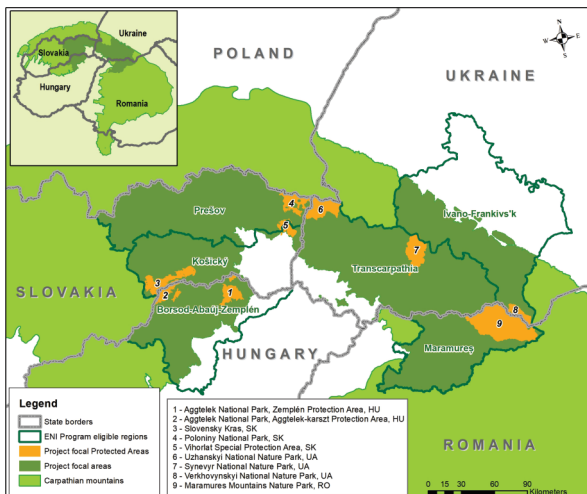 Ukraine
Slovakia
Hungary
Romania
POLAND
N
W
E
S
UKRAINE
4
6
Prešov
5
Ivano-Frankivs'k
7
Košický
Transcarpathia
3
2
1
SLOVAKIA
Borsod-Abaúj-Zemplén
8
9
HUNGARY
Maramureș
ROMANIA
Legend
State borders
ENI Program eligible regions
Project focal Protected Areas
Project focal areas
Carpathian mountains
1 - Aggtelek National Park, Zemplén Protection Area, HU
2 - Aggtelek National Park, Aggtelek-karszt Protection Area, HU
3 - Slovensky Kras, SK
4 - Poloniny National Park, SK
5 - Vihorlat Special Protection Area, SK
6 - Uzhanskyi National Nature Park, UA
7 - Synevyr National Nature Park, UA
8 - Verkhovynskyi National Nature Park, UA
9 - Maramures Mountains Nature Park, RO
0 10 20 40 60 80
Kilometers